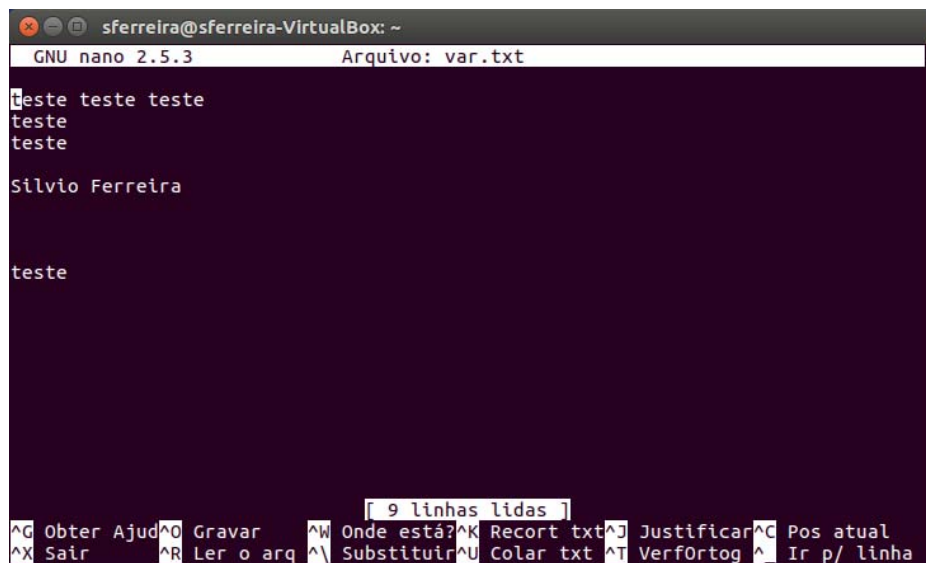 sferreira@sferreira-VirtualBox: ~
GNU nano 2.5.3 Arquivo: var.txt
teste teste teste
teste
teste
Silvio Ferreira
teste
[ 9 linhas lidas ]
^G Obter Ajud^O Gravar ^W Onde está?^K Recort txt^J Justificar^C Pos atual
^X Sair ^R Ler o arq ^\ Substituir^U Colar txt ^T VerfOrtog ^_ Ir p/ linha